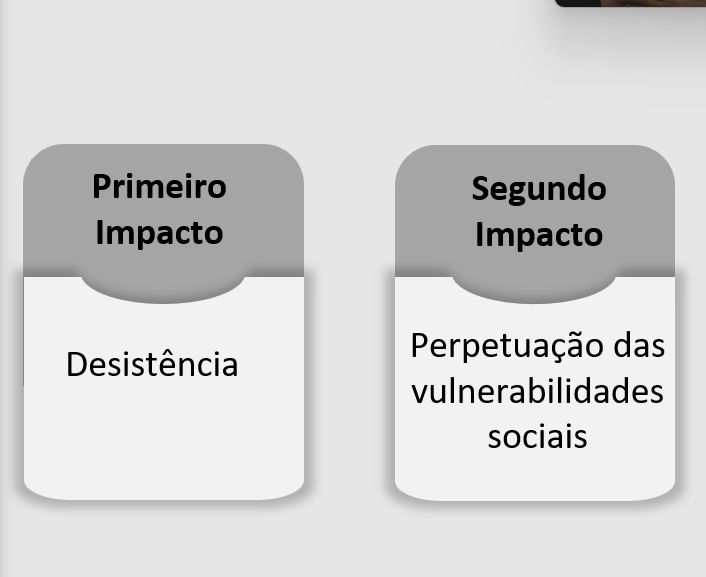 Primeiro
Impacto
Desistência
Segundo
Impacto
Perpetuação das
vulnerabilidades
sociais